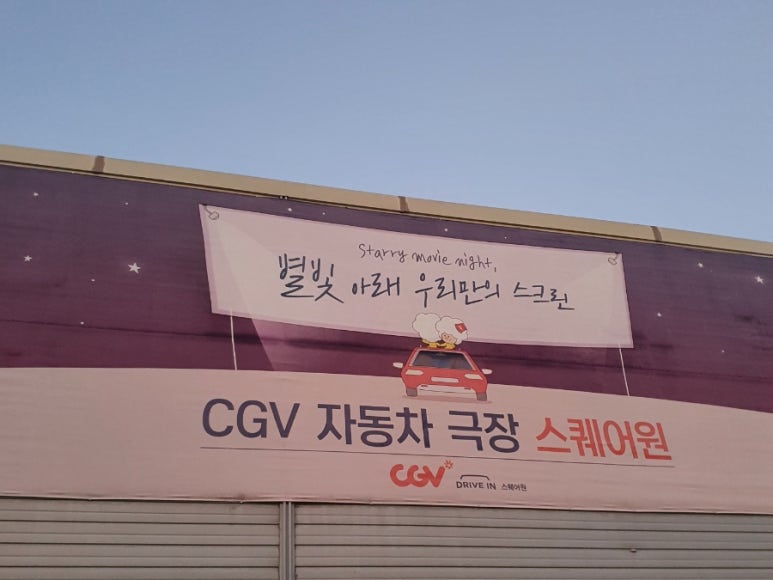 Starry movie night,
별빛 아래 우리만의 스크린
CGV 자동차 극장 스퀘어원
CGV DRIVE IN 스퀘어원